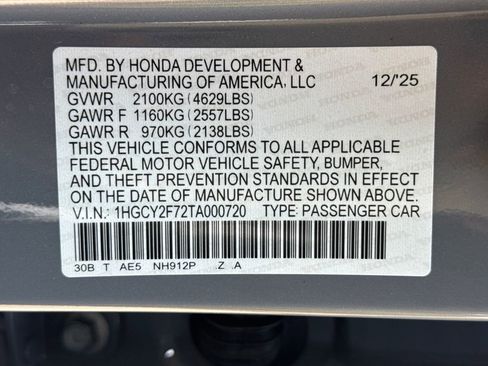 MFD. BY HONDA DEVELOPMENT &
MANUFACTURING OF AMERICA, LLC 12/'25
GVWR 2100KG (4629LBS)
GAWR F 1160KG (2557LBS)
GAWR R 970KG (2138LBS)
THIS VEHICLE CONFORMS TO ALL APPLICABLE
FEDERAL MOTOR VEHICLE SAFETY, BUMPER,
AND THEFT PREVENTION STANDARDS IN EFFECT
ON THE DATE OF MANUFACTURE SHOWN ABOVE.
V.I.N.: 1HGCY2F72TA000720 TYPE: PASSENGER CAR
30B T AE5 NH912P Z A